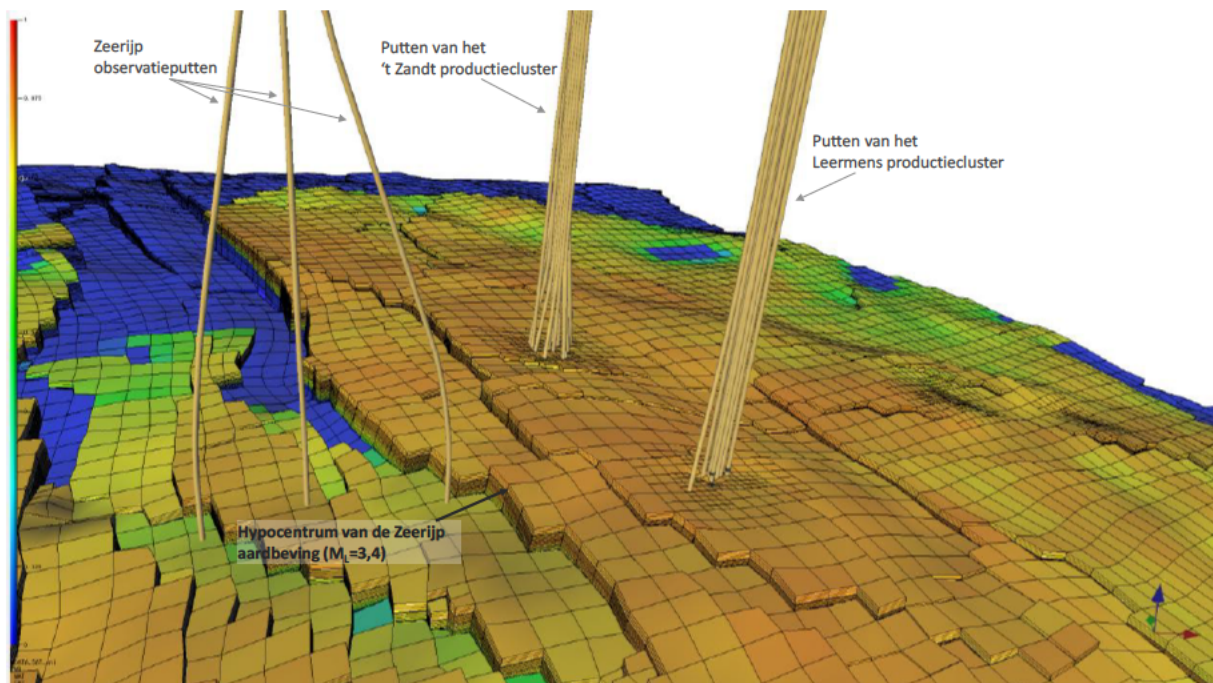 Zeerijp
observatieputten
Putten van het
‘t Zandt productiecluster
Putten van het
Leermens productiecluster
Hypocentrum van de Zeerijp
aardbeving (ML=3,4)